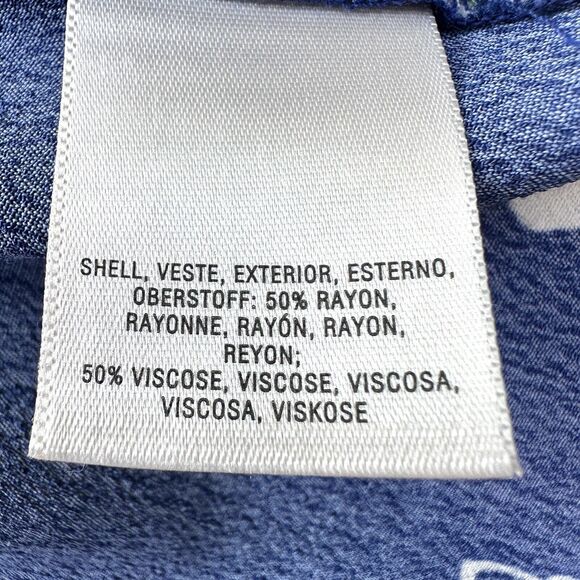 SHELL, VESTE, EXTERIOR, ESTERNO,
OBERSTOFF: 50% RAYON,
RAYONNE, RAYÓN, RAYON,
REYON;
50% VISCOSE, VISCOSE, VISCOSA,
VISCOSA, VISKOSE